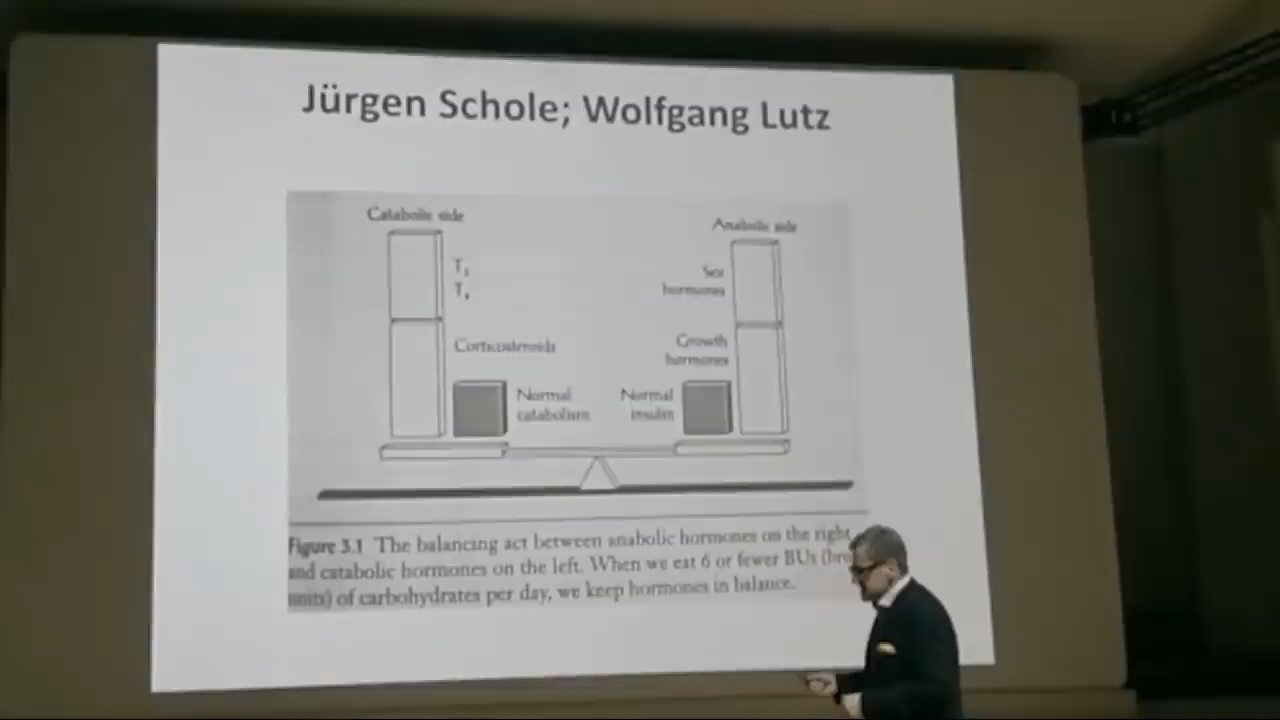 Jürgen Schole; Wolfgang Lutz
Catabolic side
Anabolic side
T₃
T₄
Sex
hormones
Corticosteroids
Growth
hormones
Normal
catabolism
Normal
insulin
Figure 3.1 The balancing act between anabolic hormones on the right
and catabolic hormones on the left. When we eat 6 or fewer BUs
of carbohydrates per day, we keep hormones in balance.